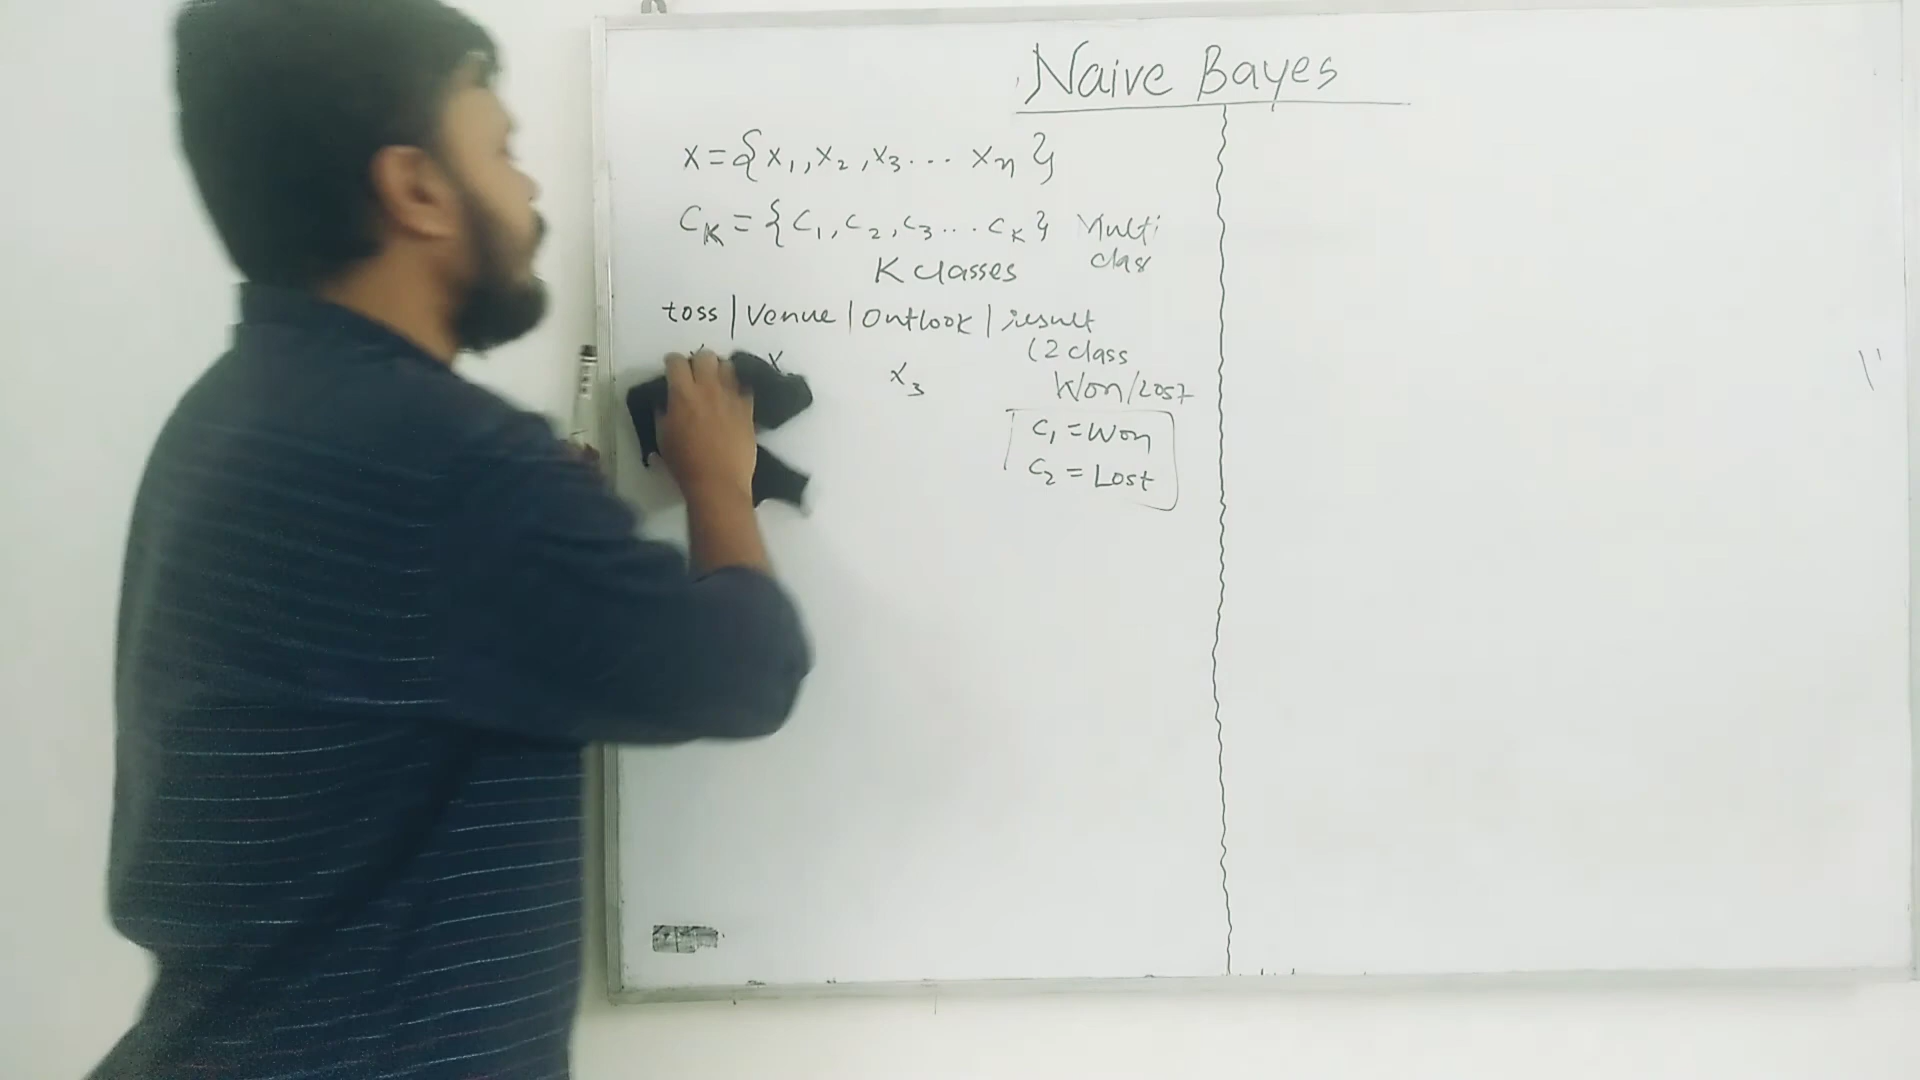 Naive Bayes
x = {x₁, x₂, x₃ ... xₙ}
Cₖ = {c₁, c₂, c₃ ... cₖ} Multi
clas
K classes
toss | Venue | Outlook | result
(2 class
x x x₃ Won/Lost
c₁ = Won
c₂ = Lost